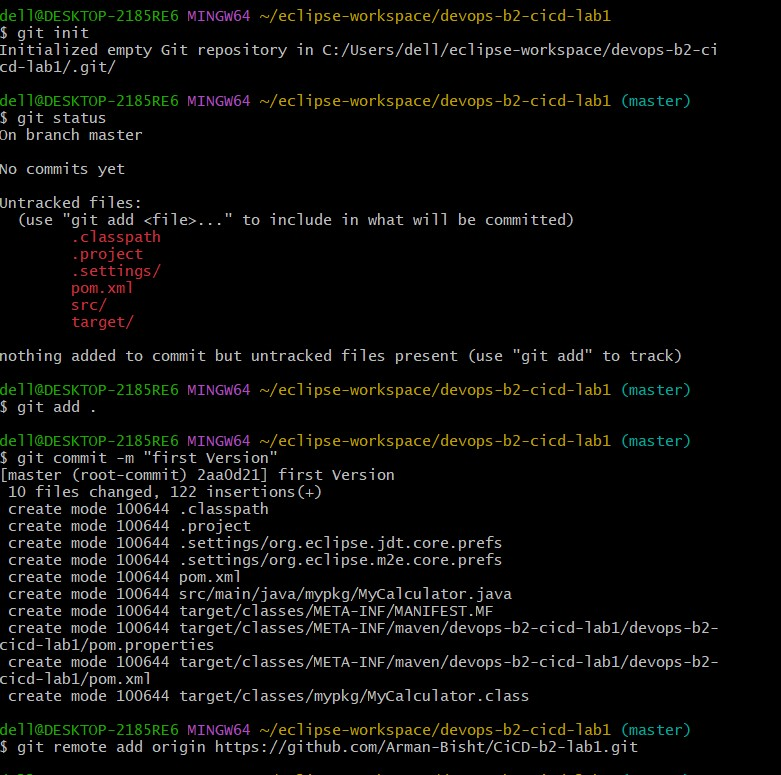 dell@DESKTOP-2185RE6 MINGW64 ~/eclipse-workspace/devops-b2-cicd-lab1
$ git init
Initialized empty Git repository in C:/Users/dell/eclipse-workspace/devops-b2-ci
cd-lab1/.git/
dell@DESKTOP-2185RE6 MINGW64 ~/eclipse-workspace/devops-b2-cicd-lab1 (master)
$ git status
On branch master
No commits yet
Untracked files:
(use "git add <file>..." to include in what will be committed)
.classpath
.project
.settings/
pom.xml
src/
target/
nothing added to commit but untracked files present (use "git add" to track)
dell@DESKTOP-2185RE6 MINGW64 ~/eclipse-workspace/devops-b2-cicd-lab1 (master)
$ git add .
dell@DESKTOP-2185RE6 MINGW64 ~/eclipse-workspace/devops-b2-cicd-lab1 (master)
$ git commit -m "first Version"
[master (root-commit) 2aa0d21] first Version
10 files changed, 122 insertions(+)
create mode 100644 .classpath
create mode 100644 .project
create mode 100644 .settings/org.eclipse.jdt.core.prefs
create mode 100644 .settings/org.eclipse.m2e.core.prefs
create mode 100644 pom.xml
create mode 100644 src/main/java/mypkg/MyCalculator.java
create mode 100644 target/classes/META-INF/MANIFEST.MF
create mode 100644 target/classes/META-INF/maven/devops-b2-cicd-lab1/devops-b2-
cicd-lab1/pom.properties
create mode 100644 target/classes/META-INF/maven/devops-b2-cicd-lab1/devops-b2-
cicd-lab1/pom.xml
create mode 100644 target/classes/mypkg/MyCalculator.class
dell@DESKTOP-2185RE6 MINGW64 ~/eclipse-workspace/devops-b2-cicd-lab1 (master)
$ git remote add origin https://github.com/Arman-Bisht/CiCD-b2-lab1.git